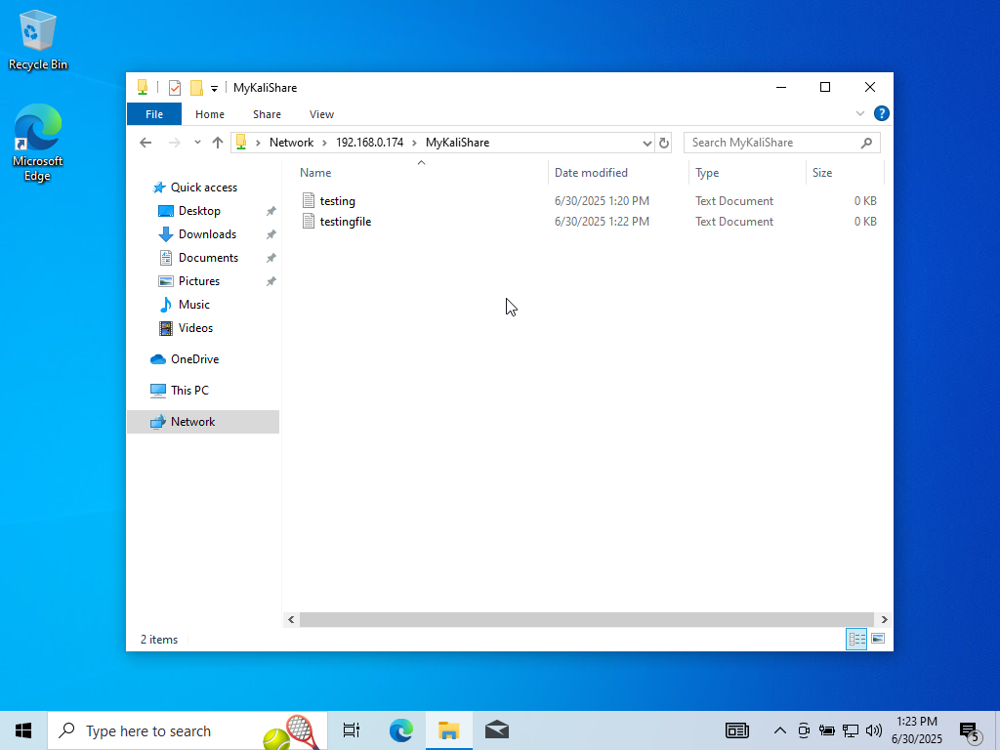 Recycle Bin
Microsoft
Edge
MyKaliShare
File Home Share View
?
Network 192.168.0.174 MyKaliShare
Search MyKaliShare
Name Date modified Type Size
testing 6/30/2025 1:20 PM Text Document 0 KB
testingfile 6/30/2025 1:22 PM Text Document 0 KB
Quick access
Desktop
Downloads
Documents
Pictures
Music
Videos
OneDrive
This PC
Network
2 items
Type here to search
1:23 PM
6/30/2025
5